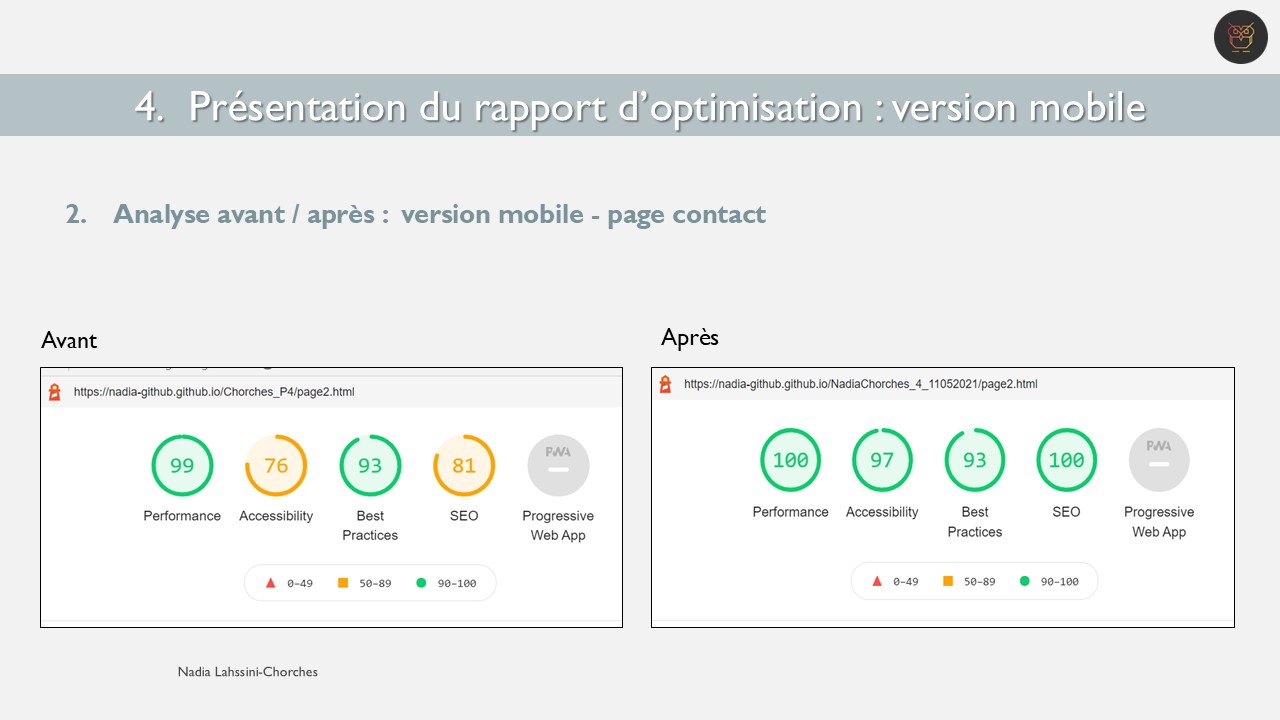 4. Présentation du rapport d’optimisation : version mobile
2. Analyse avant / après : version mobile - page contact
Avant
https://nadia-github.github.io/Chorches_P4/page2.html
99 76 93 81 PWA
Performance Accessibility Best SEO Progressive
Practices Web App
0–49 50–89 90–100
Après
https://nadia-github.github.io/NadiaChorches_4_11052021/page2.html
100 97 93 100 PWA
Performance Accessibility Best SEO Progressive
Practices Web App
0–49 50–89 90–100
Nadia Lahssini-Chorches